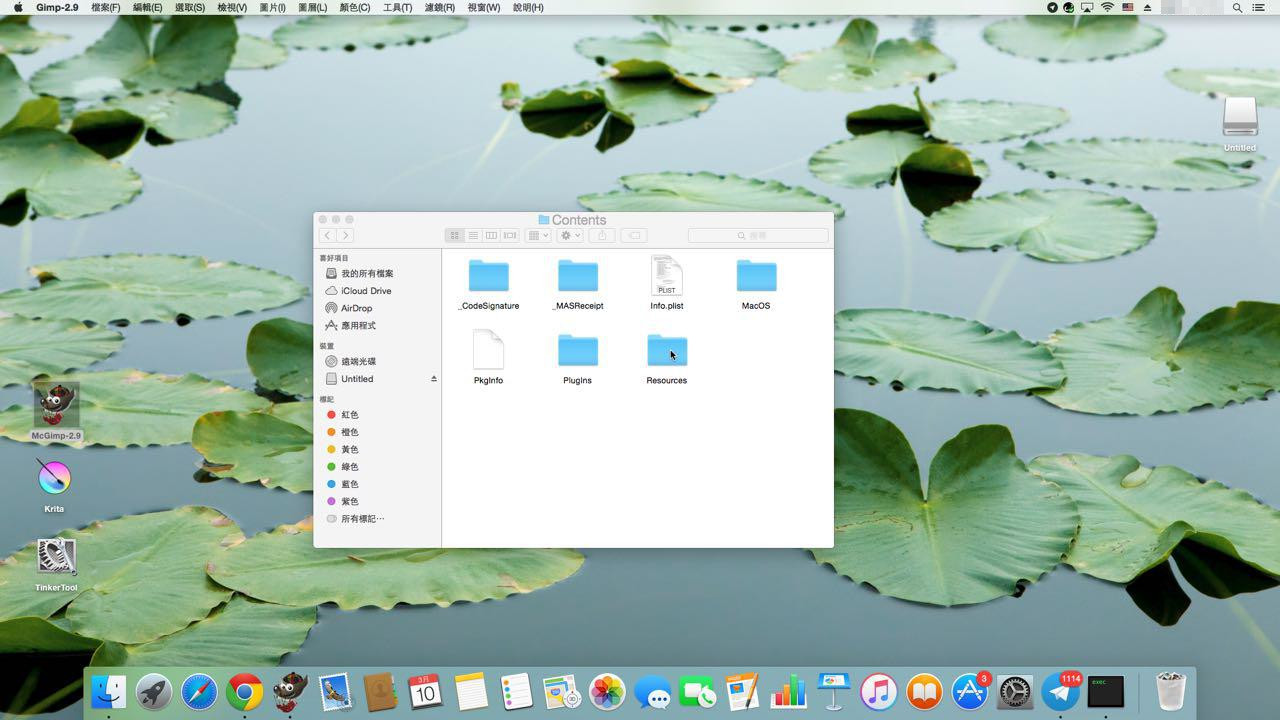 Gimp-2.9 檔案(F) 編輯(E) 選取(S) 檢視(V) 圖片(I) 圖層(L) 顏色(C) 工具(T) 濾鏡(R) 視窗(W) 說明(H)
Untitled
Contents
搜尋
喜好項目
我的所有檔案
iCloud Drive
AirDrop
應用程式
裝置
遠端光碟
Untitled
標記
紅色
橙色
黃色
綠色
藍色
紫色
所有標記…
_CodeSignature
_MASReceipt
PLIST
Info.plist
MacOS
PkgInfo
PlugIns
Resources
McGimp-2.9
Krita
TinkerTool
3月
10
3
1114
exec